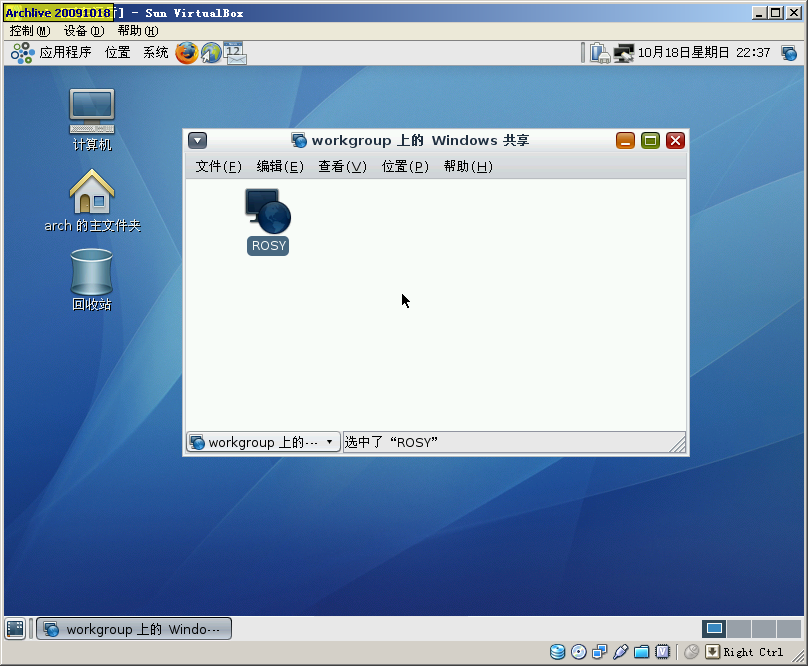 Archlive 20091018 行] - Sun VirtualBox
控制(M) 设备(D) 帮助(H)
应用程序 位置 系统 12 10月18日星期日 22:37
计算机
arch 的主文件夹
回收站
workgroup 上的 Windows 共享
文件(F) 编辑(E) 查看(V) 位置(P) 帮助(H)
ROSY
workgroup 上的··· 选中了“ROSY”
workgroup 上的 Windo···
Right Ctrl